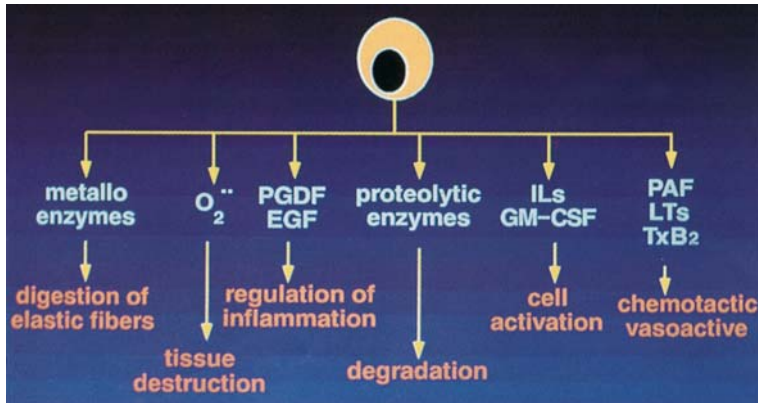 metallo
enzymes
O₂¨
PGDF
EGF
proteolytic
enzymes
ILs
GM-CSF
PAF
LTs
TxB₂
digestion of
elastic fibers
tissue
destruction
regulation of
inflammation
degradation
cell
activation
chemotactic
vasoactive